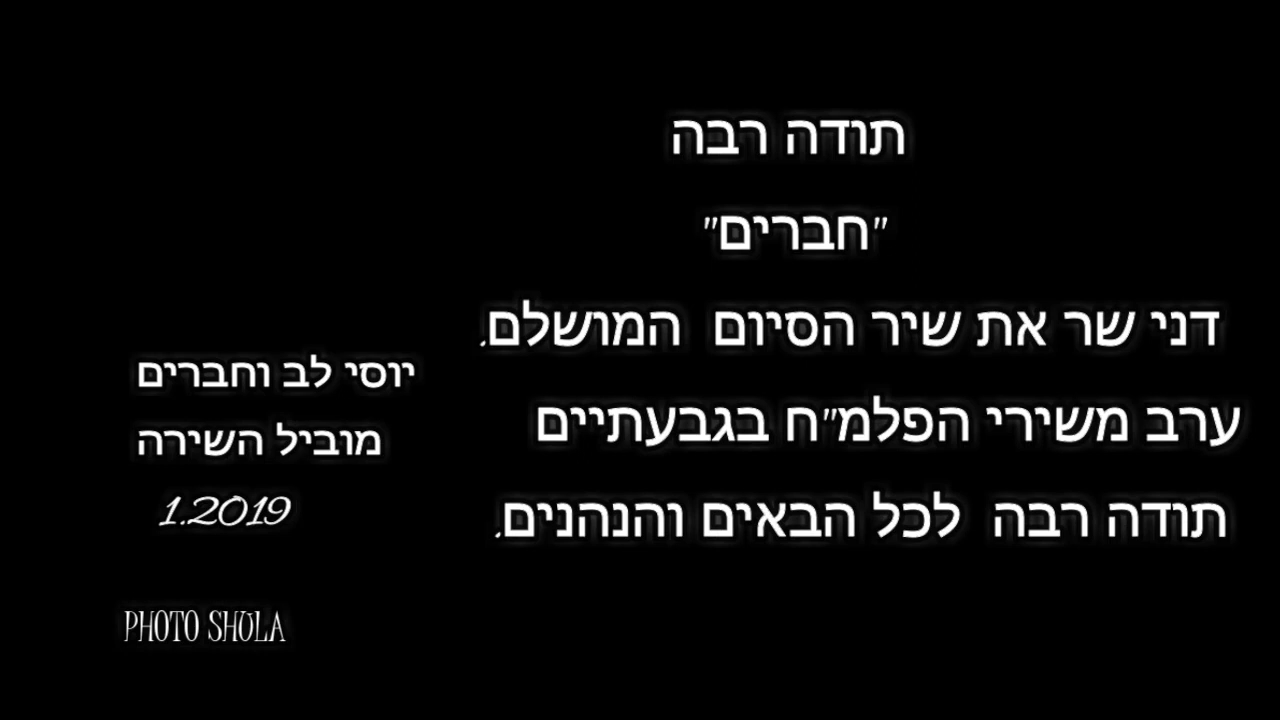 תודה רבה
"חברים"
דני שר את שיר הסיום המושלם.
ערב משירי הפלמ"ח בגבעתיים
תודה רבה לכל הבאים והנהנים.
יוסי לב וחברים
מוביל השירה
1.2019
PHOTO SHULA